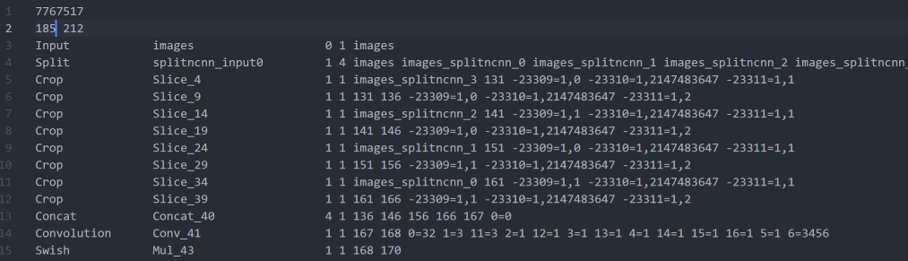 1 7767517
2 185 212
3 Input images 0 1 images
4 Split splitncnn_input0 1 4 images images_splitncnn_0 images_splitncnn_1 images_splitncnn_2 images_splitncnn_
5 Crop Slice_4 1 1 images_splitncnn_3 131 -23309=1,0 -23310=1,2147483647 -23311=1,1
6 Crop Slice_9 1 1 131 136 -23309=1,0 -23310=1,2147483647 -23311=1,2
7 Crop Slice_14 1 1 images_splitncnn_2 141 -23309=1,1 -23310=1,2147483647 -23311=1,1
8 Crop Slice_19 1 1 141 146 -23309=1,0 -23310=1,2147483647 -23311=1,2
9 Crop Slice_24 1 1 images_splitncnn_1 151 -23309=1,0 -23310=1,2147483647 -23311=1,1
10 Crop Slice_29 1 1 151 156 -23309=1,1 -23310=1,2147483647 -23311=1,2
11 Crop Slice_34 1 1 images_splitncnn_0 161 -23309=1,1 -23310=1,2147483647 -23311=1,1
12 Crop Slice_39 1 1 161 166 -23309=1,1 -23310=1,2147483647 -23311=1,2
13 Concat Concat_40 4 1 136 146 156 166 167 0=0
14 Convolution Conv_41 1 1 167 168 0=32 1=3 11=3 2=1 12=1 3=1 13=1 4=1 14=1 15=1 16=1 5=1 6=3456
15 Swish Mul_43 1 1 168 170